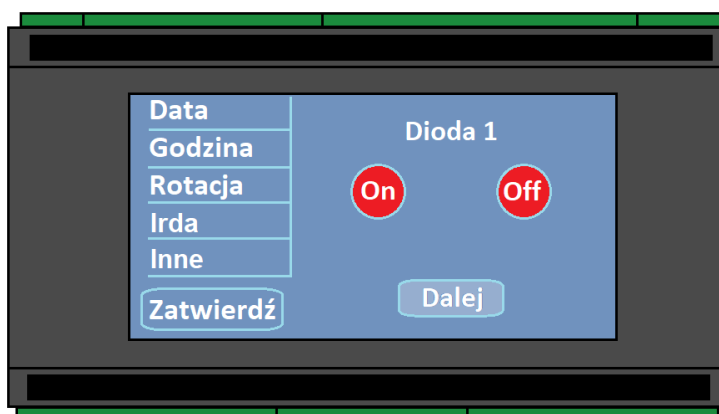 Data
Godzina
Rotacja
Irda
Inne
Zatwierdź
Dioda 1
On Off
Dalej